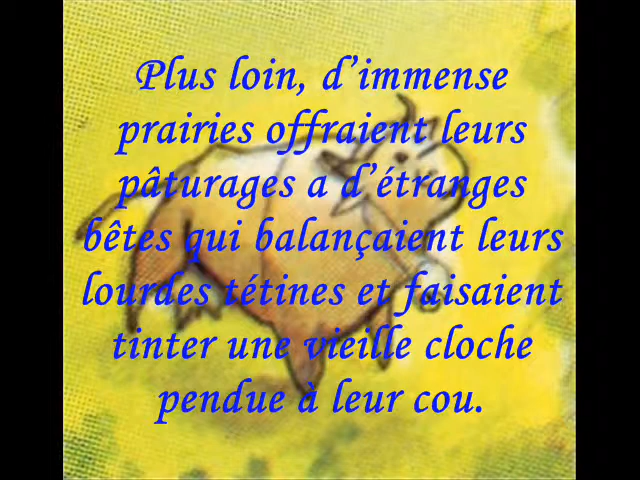 Plus loin, d’immense
prairies offraient leurs
pâturages a d’étranges
bêtes qui balançaient leurs
lourdes tétines et faisaient
tinter une vieille cloche
pendue à leur cou.